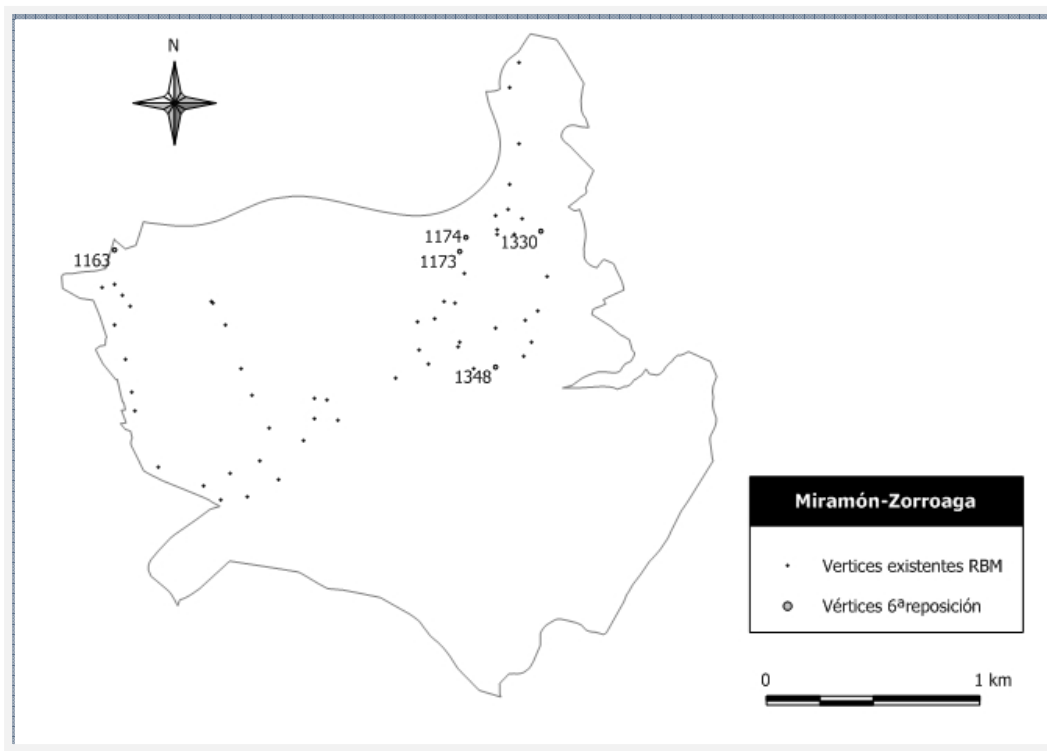 N
1174
1330
1163
1173
1348
Miramón-Zorroaga
Vertices existentes RBM
Vértices 6ªreposición
0 1 km